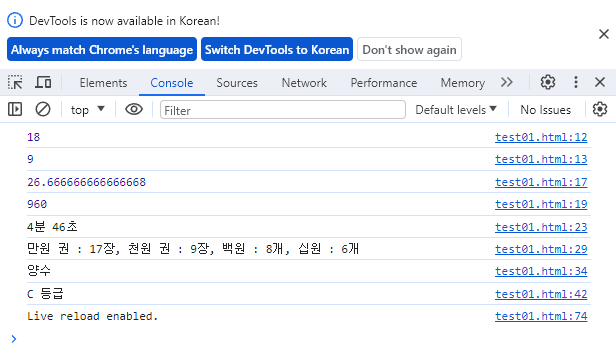 DevTools is now available in Korean!
Always match Chrome's language Switch DevTools to Korean Don't show again
Elements Console Sources Network Performance Memory
top Filter Default levels No Issues
18 test01.html:12
9 test01.html:13
26.666666666666668 test01.html:17
960 test01.html:19
4분 46초 test01.html:23
만원 권 : 17장, 천원 권 : 9장, 백원 : 8개, 십원 : 6개 test01.html:29
양수 test01.html:34
C 등급 test01.html:42
Live reload enabled. test01.html:74